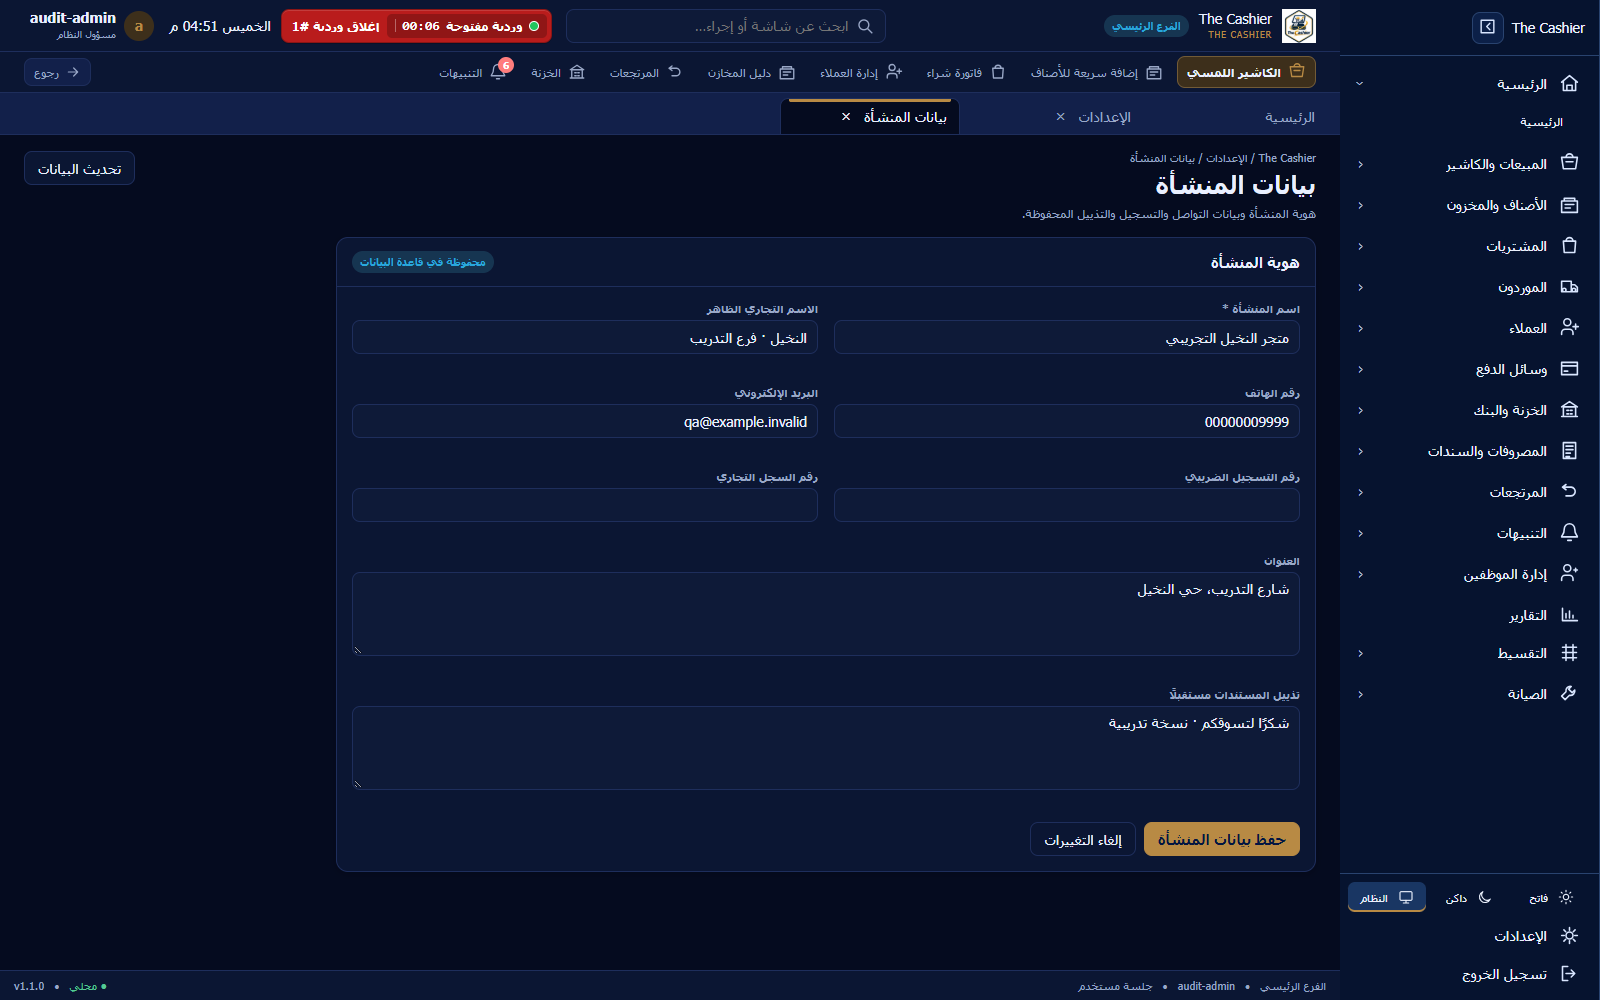 The Cashier
الرئيسية
الرئيسية
المبيعات والكاشير
الأصناف والمخزون
المشتريات
الموردون
العملاء
وسائل الدفع
الخزنة والبنك
المصروفات والسندات
المرتجعات
التنبيهات
إدارة الموظفين
التقارير
التقسيط
الصيانة
فاتح
داكن
النظام
الإعدادات
تسجيل الخروج
The Cashier
THE CASHIER
الفرع الرئيسي
ابحث عن شاشة أو إجراء...
وردية مفتوحة 00:06
إغلاق وردية #1
الخميس 04:51 م
a
audit-admin
مسؤول النظام
الكاشير اللمسي
إضافة سريعة للأصناف
فاتورة شراء
إدارة العملاء
دليل المخازن
المرتجعات
الخزنة
6
التنبيهات
رجوع
الرئيسية
الإعدادات ×
بيانات المنشأة ×
The Cashier / الإعدادات / بيانات المنشأة
بيانات المنشأة
هوية المنشأة وبيانات التواصل والتسجيل والتذييل المحفوظة.
تحديث البيانات
هوية المنشأة
محفوظة في قاعدة البيانات
اسم المنشأة *
متجر النخيل التجريبي
الاسم التجاري الظاهر
النخيل · فرع التدريب
رقم الهاتف
00000009999
البريد الإلكتروني
qa@example.invalid
رقم التسجيل الضريبي
رقم السجل التجاري
العنوان
شارع التدريب، حي النخيل
تذييل المستندات مستقبلًا
شكرًا لتسوقكم · نسخة تدريبية
حفظ بيانات المنشأة
إلغاء التغييرات
الفرع الرئيسي • audit-admin • جلسة مستخدم
محلي • v1.1.0